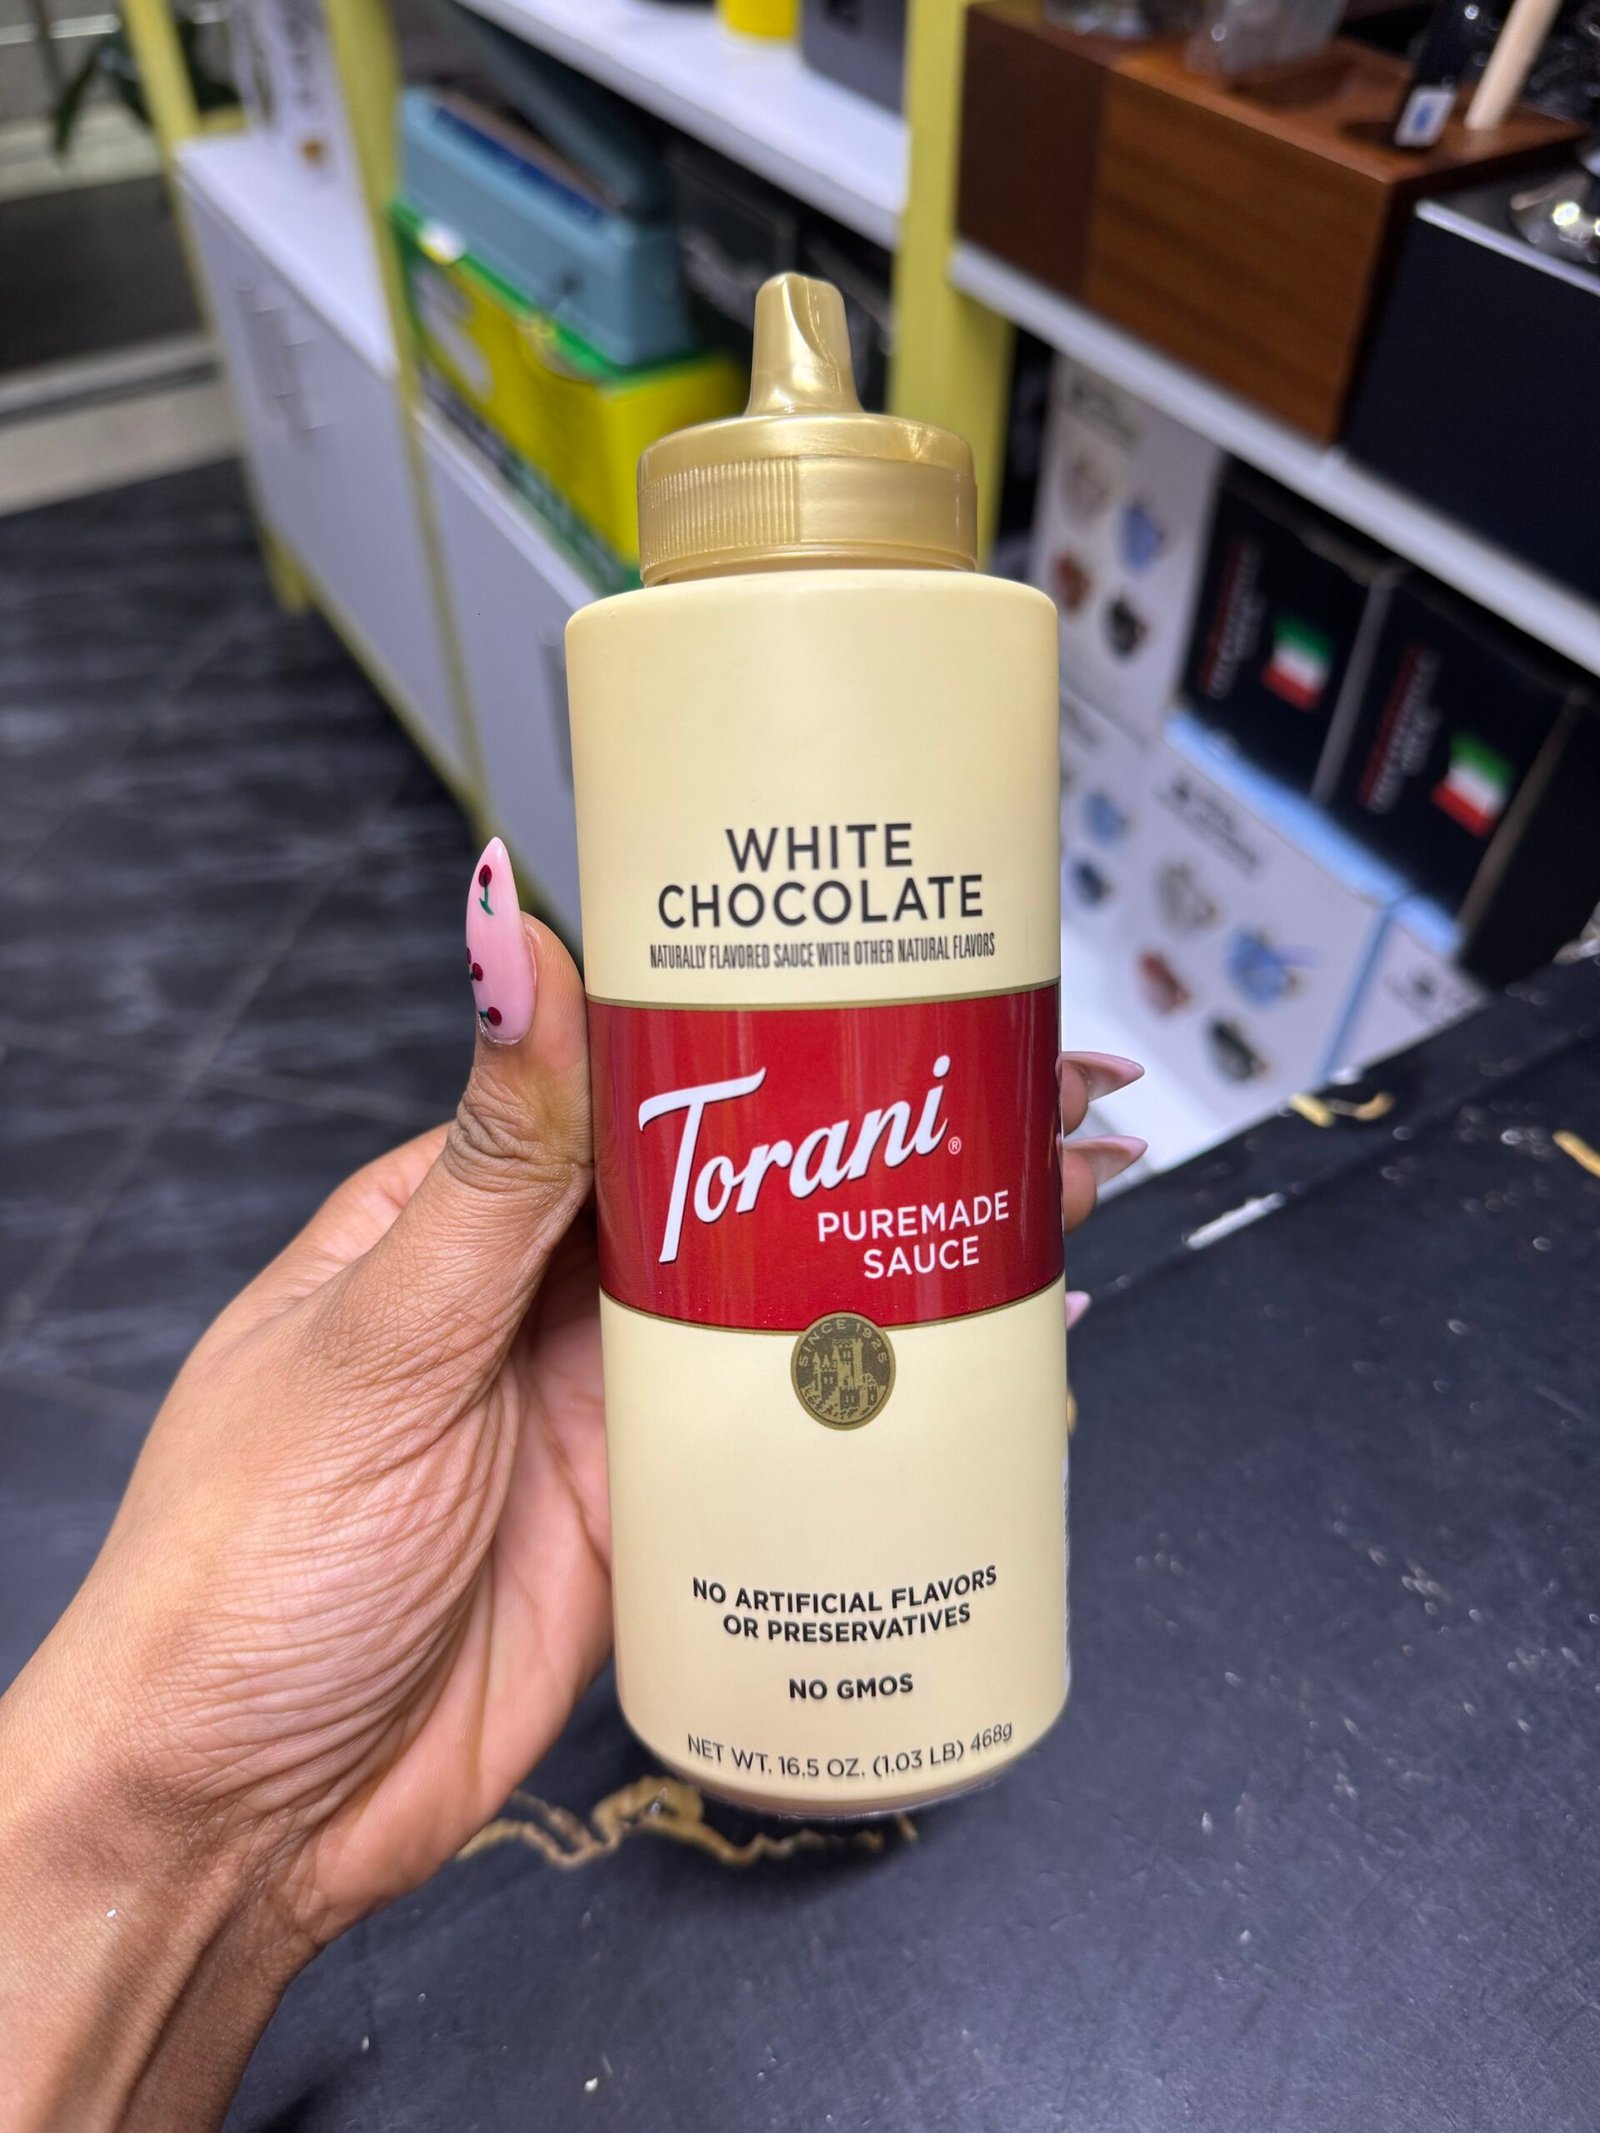 WHITE
CHOCOLATE
NATURALLY FLAVORED SAUCE WITH OTHER NATURAL FLAVORS
Torani®
PUREMADE
SAUCE
SINCE 1925
NO ARTIFICIAL FLAVORS
OR PRESERVATIVES
NO GMOS
NET WT. 16.5 OZ. (1.03 LB) 468g